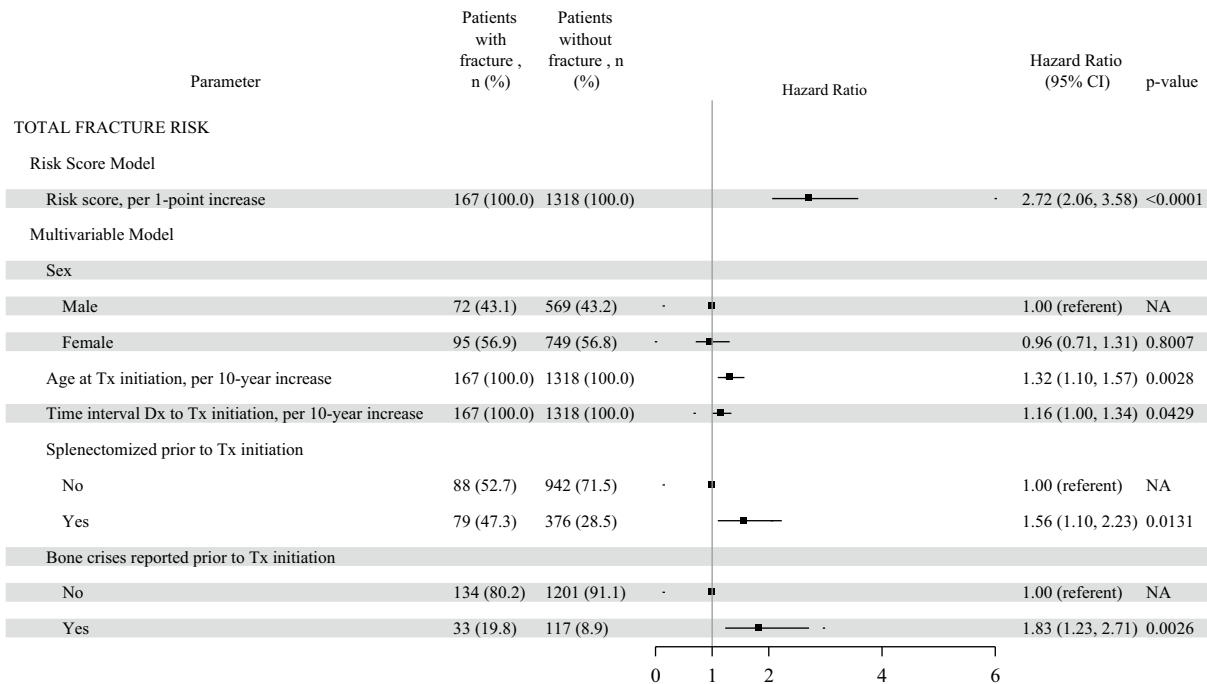 Parameter
Patients
with
fracture ,
n (%)
Patients
without
fracture , n
(%)
Hazard Ratio
Hazard Ratio
(95% CI)
p-value
TOTAL FRACTURE RISK
Risk Score Model
Risk score, per 1-point increase 167 (100.0) 1318 (100.0) 2.72 (2.06, 3.58) <0.0001
Multivariable Model
Sex
Male 72 (43.1) 569 (43.2) 1.00 (referent) NA
Female 95 (56.9) 749 (56.8) 0.96 (0.71, 1.31) 0.8007
Age at Tx initiation, per 10-year increase 167 (100.0) 1318 (100.0) 1.32 (1.10, 1.57) 0.0028
Time interval Dx to Tx initiation, per 10-year increase 167 (100.0) 1318 (100.0) 1.16 (1.00, 1.34) 0.0429
Splenectomized prior to Tx initiation
No 88 (52.7) 942 (71.5) 1.00 (referent) NA
Yes 79 (47.3) 376 (28.5) 1.56 (1.10, 2.23) 0.0131
Bone crises reported prior to Tx initiation
No 134 (80.2) 1201 (91.1) 1.00 (referent) NA
Yes 33 (19.8) 117 (8.9) 1.83 (1.23, 2.71) 0.0026
0 1 2 4 6